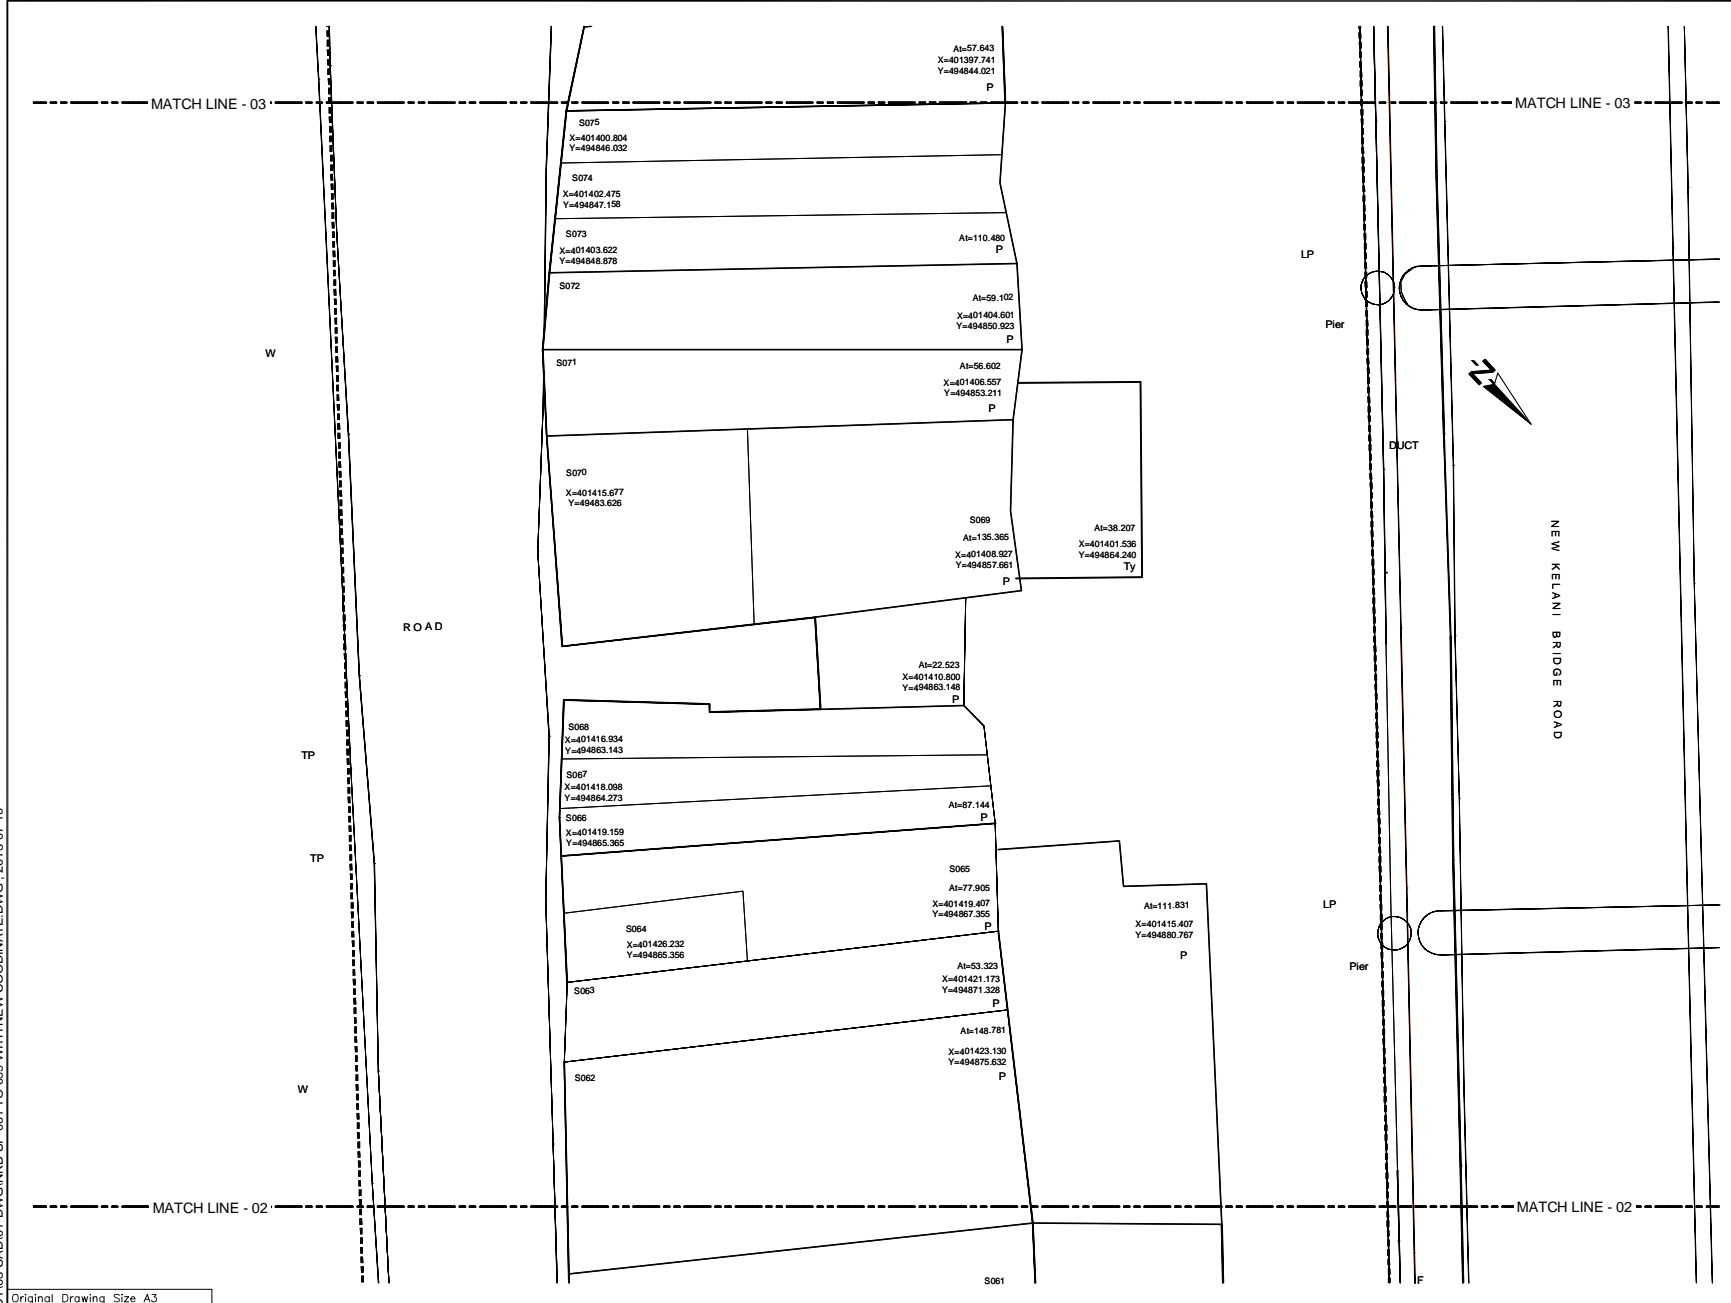 At=57.643
X=401397.741
Y=494844.021
P
MATCH LINE - 03
MATCH LINE - 03
S075
X=401400.804
Y=494846.032
S074
X=401402.475
Y=494847.158
S073
X=401403.622
Y=494848.878
At=110.480
P
S072
At=59.102
X=401404.601
Y=494850.923
P
S071
At=56.602
X=401406.557
Y=494853.211
P
S070
X=401415.677
Y=49483.626
S069
At=135.365
X=401408.927
Y=494857.661
P
At=38.207
X=401401.536
Y=494864.240
Ty
At=22.523
X=401410.800
Y=494863.148
P
S068
X=401416.934
Y=494863.143
S067
X=401418.098
Y=494864.273
S066
X=401419.159
Y=494865.365
At=87.144
P
S065
At=77.905
X=401419.407
Y=494867.355
P
S064
X=401426.232
Y=494865.356
S063
At=53.323
X=401421.173
Y=494871.328
P
At=111.831
X=401415.407
Y=494880.767
P
At=148.781
X=401423.130
Y=494875.632
P
S062
S061
W
ROAD
TP
TP
W
LP
Pier
N
DUCT
NEW KELANI BRIDGE ROAD
LP
Pier
F
MATCH LINE - 02
MATCH LINE - 02
Original Drawing Size A3